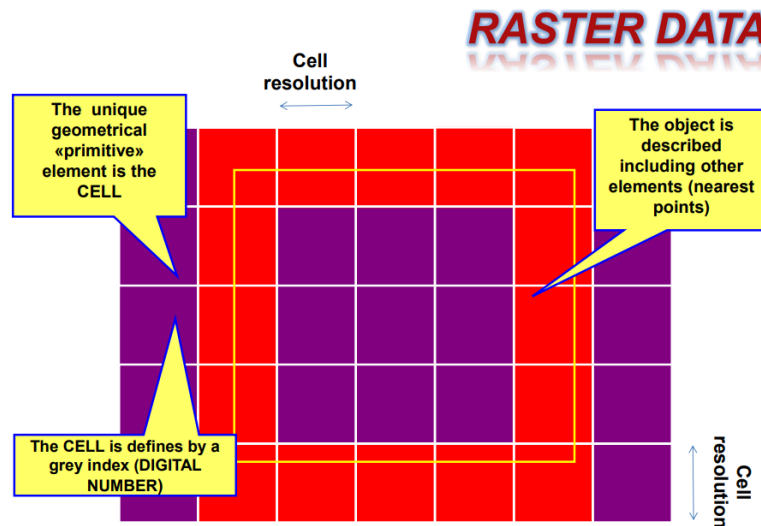 RASTER DATA
Cell
resolution
The unique
geometrical
«primitive»
element is the
CELL
The object is
described
including other
elements (nearest
points)
The CELL is defines by a
grey index (DIGITAL
NUMBER)
Cell
resolution